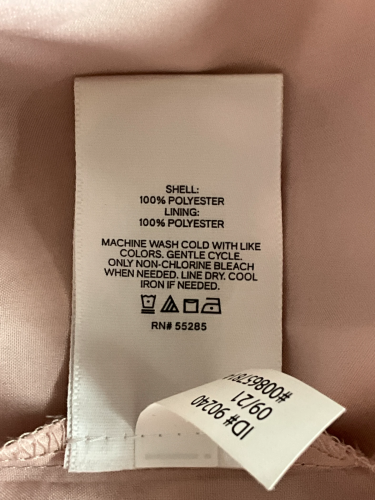 SHELL:
100% POLYESTER
LINING:
100% POLYESTER
MACHINE WASH COLD WITH LIKE
COLORS. GENTLE CYCLE.
ONLY NON-CHLORINE BLEACH
WHEN NEEDED. LINE DRY. COOL
IRON IF NEEDED.
RN# 55285
ID# 90240
09/21